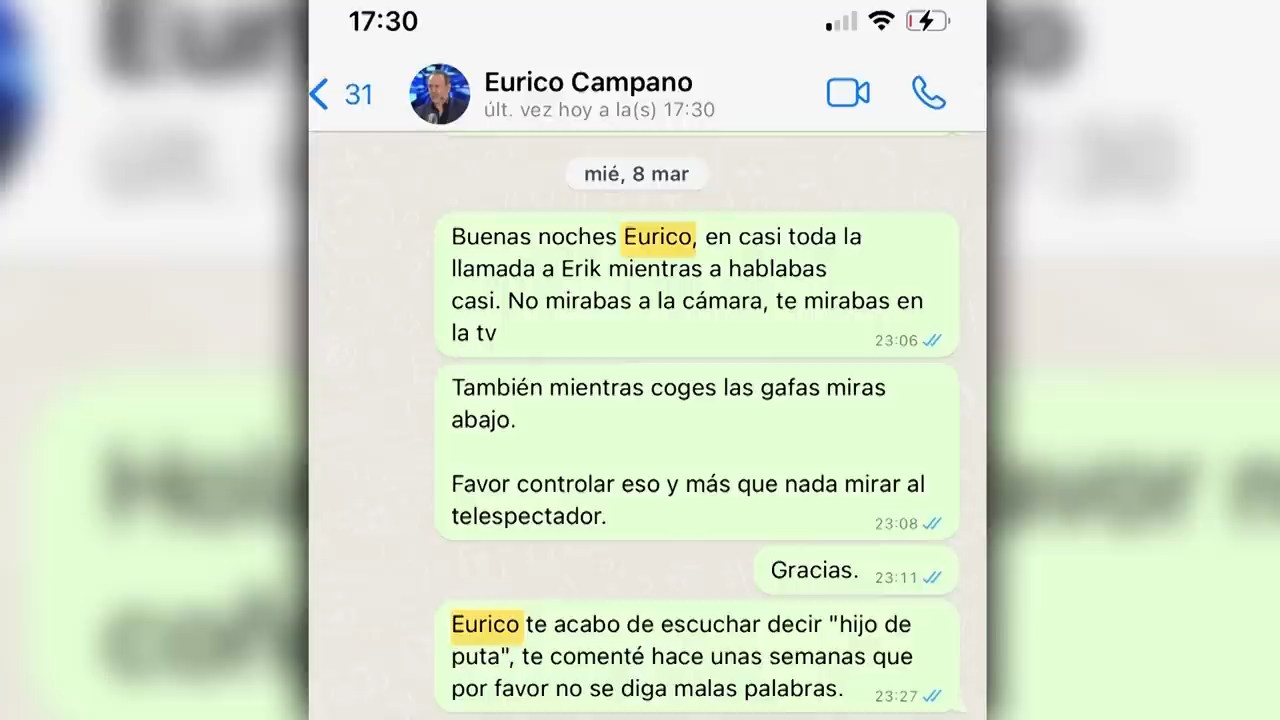 17:30
31
Eurico Campano
últ. vez hoy a la(s) 17:30
mié, 8 mar
Buenas noches Eurico, en casi toda la
llamada a Erik mientras a hablabas
casi. No mirabas a la cámara, te mirabas en
la tv
23:06
También mientras coges las gafas miras
abajo.
Favor controlar eso y más que nada mirar al
telespectador.
23:08
Gracias.
23:11
Eurico te acabo de escuchar decir "hijo de
puta", te comenté hace unas semanas que
por favor no se diga malas palabras.
23:27